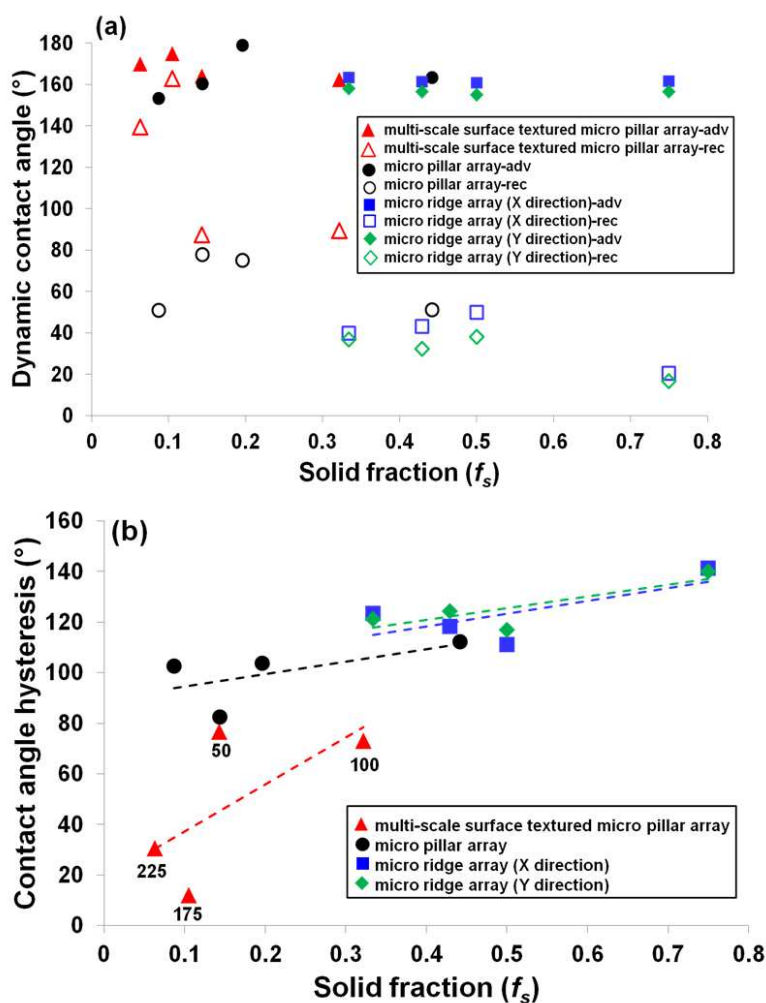 (a)
Dynamic contact angle (°)
180
160
140
120
100
80
60
40
20
0
multi-scale surface textured micro pillar array-adv
multi-scale surface textured micro pillar array-rec
micro pillar array-adv
micro pillar array-rec
micro ridge array (X direction)-adv
micro ridge array (X direction)-rec
micro ridge array (Y direction)-adv
micro ridge array (Y direction)-rec
0 0.1 0.2 0.3 0.4 0.5 0.6 0.7 0.8
Solid fraction (fs)
(b)
Contact angle hysteresis (°)
160
140
120
100
80
60
40
20
0
50
100
225
175
multi-scale surface textured micro pillar array
micro pillar array
micro ridge array (X direction)
micro ridge array (Y direction)
0 0.1 0.2 0.3 0.4 0.5 0.6 0.7 0.8
Solid fraction (fs)